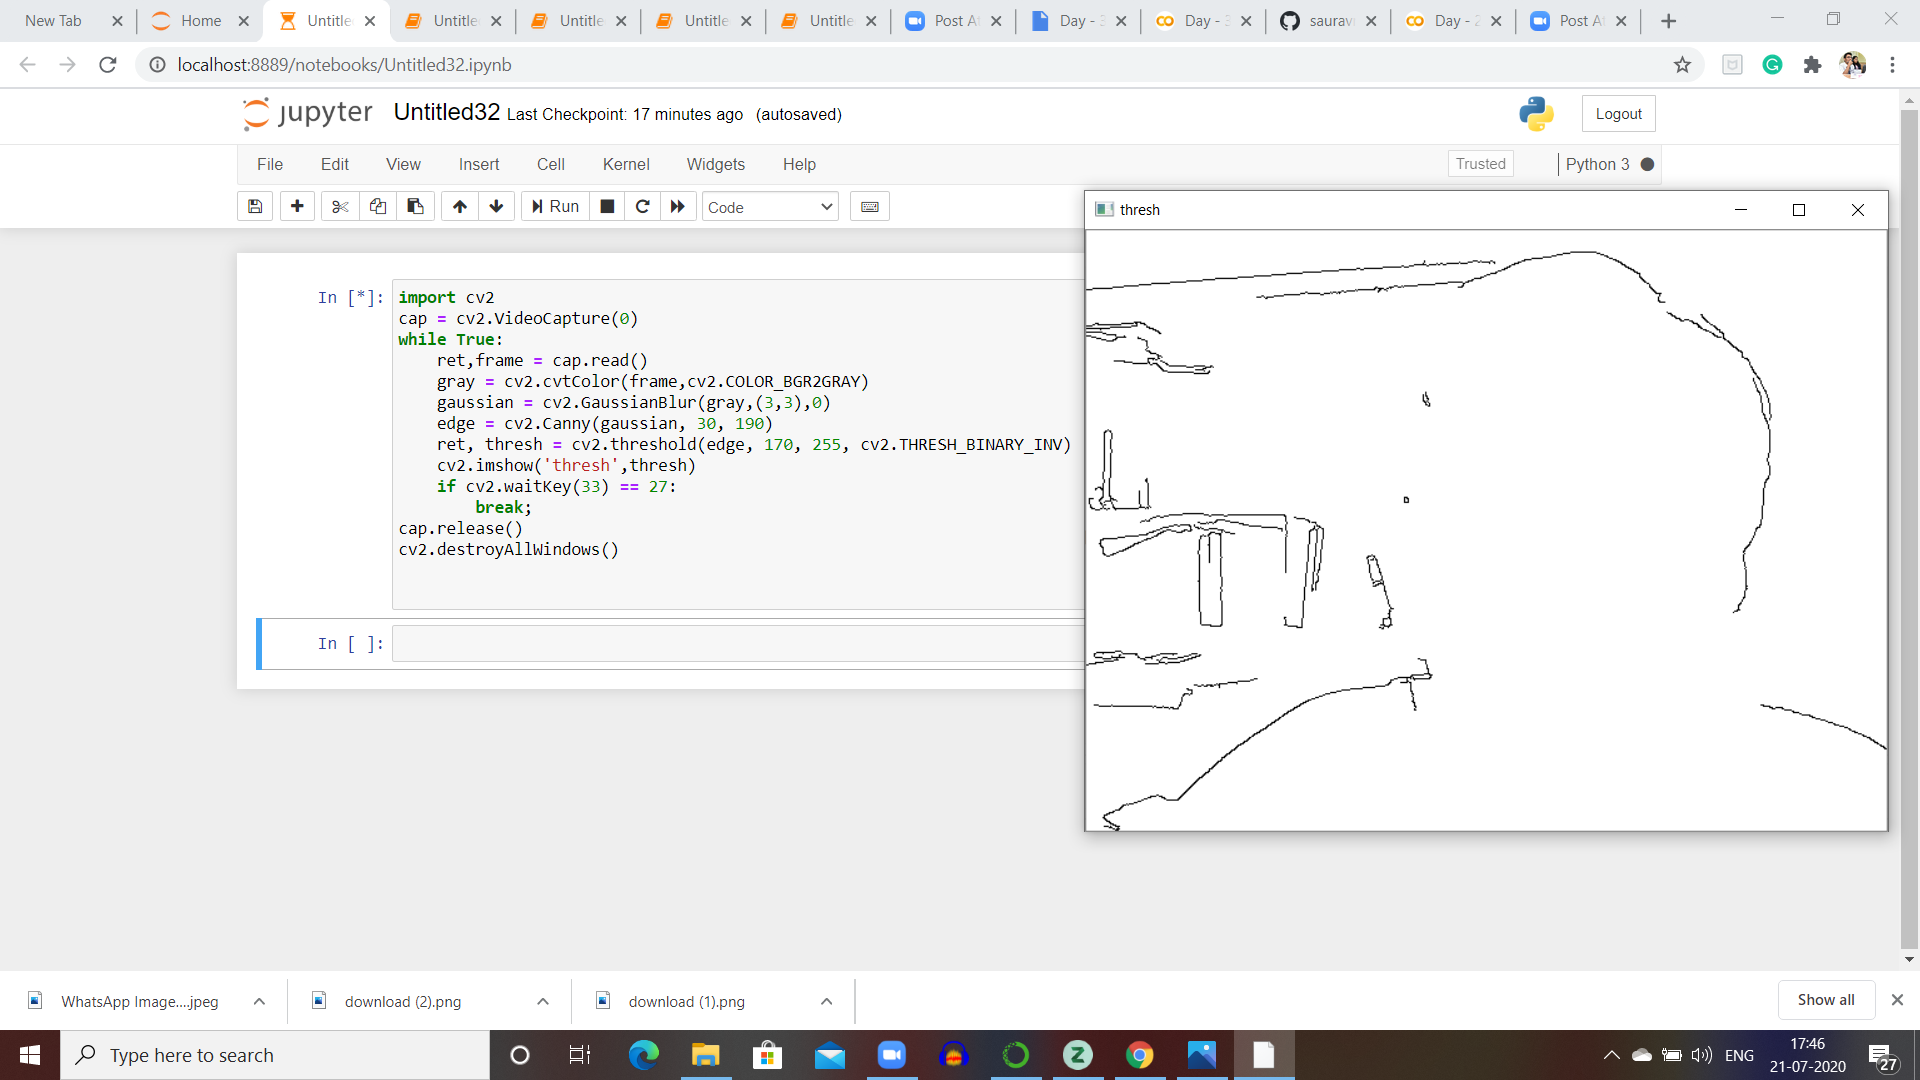 New Tab
Home
Untitle
Untitle
Untitle
Untitle
Untitle
Post A
Day - 3
Day - 3
saurav
Day - 2
Post A
localhost:8889/notebooks/Untitled32.ipynb
jupyter Untitled32 Last Checkpoint: 17 minutes ago (autosaved)
Logout
File Edit View Insert Cell Kernel Widgets Help
Trusted
Python 3
Run
Code
thresh
In [*]:
import cv2
cap = cv2.VideoCapture(0)
while True:
    ret,frame = cap.read()
    gray = cv2.cvtColor(frame,cv2.COLOR_BGR2GRAY)
    gaussian = cv2.GaussianBlur(gray,(3,3),0)
    edge = cv2.Canny(gaussian, 30, 190)
    ret, thresh = cv2.threshold(edge, 170, 255, cv2.THRESH_BINARY_INV)
    cv2.imshow('thresh',thresh)
    if cv2.waitKey(33) == 27:
        break;
cap.release()
cv2.destroyAllWindows()
In [ ]:
WhatsApp Image....jpeg
download (2).png
download (1).png
Show all
Type here to search
ENG
17:46
21-07-2020
27